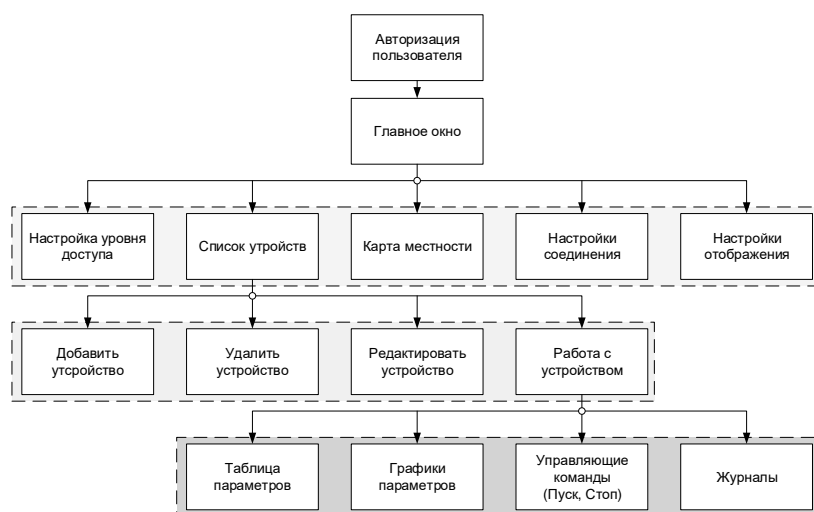 Авторизация
пользователя
Главное окно
Настройка уровня
доступа
Список утройств
Карта местности
Настройки
соединения
Настройки
отображения
Добавить
утсройство
Удалить
устройство
Редактировать
устройство
Работа с
устройством
Таблица
параметров
Графики
параметров
Управляющие
команды
(Пуск, Стоп)
Журналы